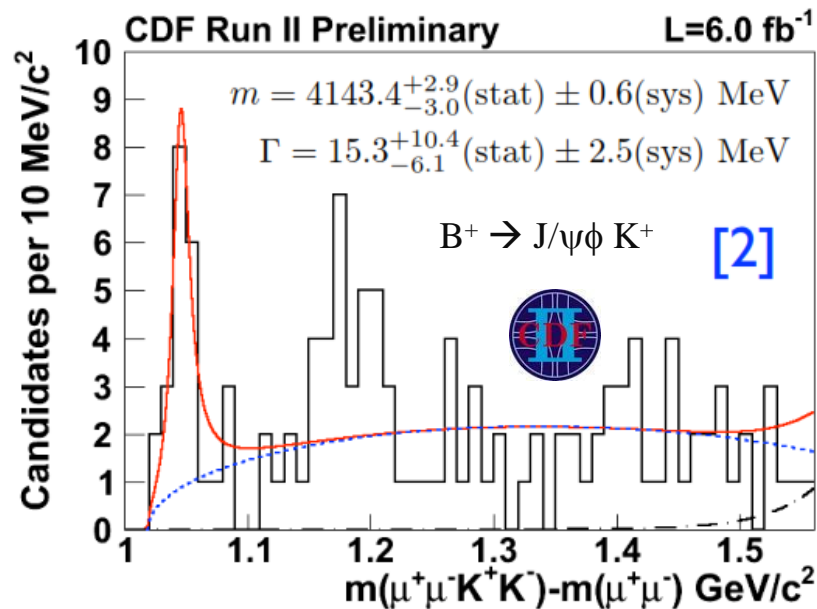 CDF Run II Preliminary L=6.0 fb⁻¹
m = 4143.4 +2.9 −3.0 (stat) ± 0.6(sys) MeV
Γ = 15.3 +10.4 −6.1 (stat) ± 2.5(sys) MeV
B⁺ → J/ψϕ K⁺
[2]
II
CDF
Candidates per 10 MeV/c²
10
9
8
7
6
5
4
3
2
1
0
1 1.1 1.2 1.3 1.4 1.5
m(μ⁺μ⁻K⁺K⁻)-m(μ⁺μ⁻) GeV/c²